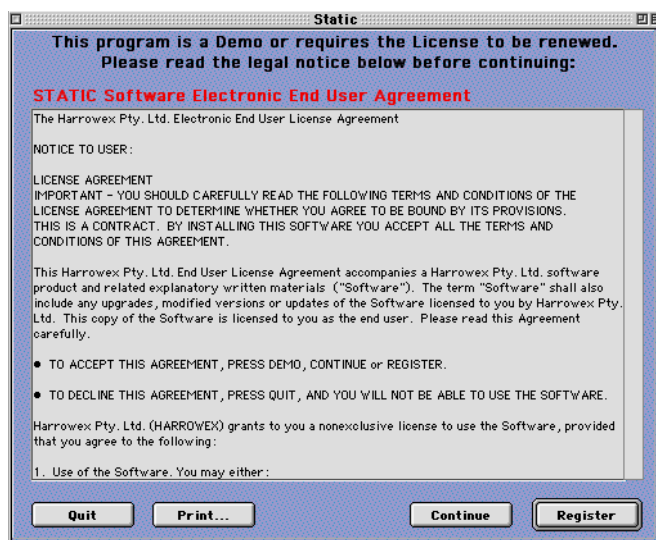 Static
This program is a Demo or requires the License to be renewed.
Please read the legal notice below before continuing:
STATIC Software Electronic End User Agreement
The Harrowex Pty. Ltd. Electronic End User License Agreement
NOTICE TO USER:
LICENSE AGREEMENT
IMPORTANT - YOU SHOULD CAREFULLY READ THE FOLLOWING TERMS AND CONDITIONS OF THE
LICENSE AGREEMENT TO DETERMINE WHETHER YOU AGREE TO BE BOUND BY ITS PROVISIONS.
THIS IS A CONTRACT. BY INSTALLING THIS SOFTWARE YOU ACCEPT ALL THE TERMS AND
CONDITIONS OF THIS AGREEMENT.
This Harrowex Pty. Ltd. End User License Agreement accompanies a Harrowex Pty. Ltd. software
product and related explanatory written materials ("Software"). The term "Software" shall also
include any upgrades, modified versions or updates of the Software licensed to you by Harrowex Pty.
Ltd. This copy of the Software is licensed to you as the end user. Please read this Agreement
carefully.
● TO ACCEPT THIS AGREEMENT, PRESS DEMO, CONTINUE or REGISTER.
● TO DECLINE THIS AGREEMENT, PRESS QUIT, AND YOU WILL NOT BE ABLE TO USE THE SOFTWARE.
Harrowex Pty. Ltd. (HARROWEX) grants to you a nonexclusive license to use the Software, provided
that you agree to the following:
1. Use of the Software. You may either:
Quit Print... Continue Register